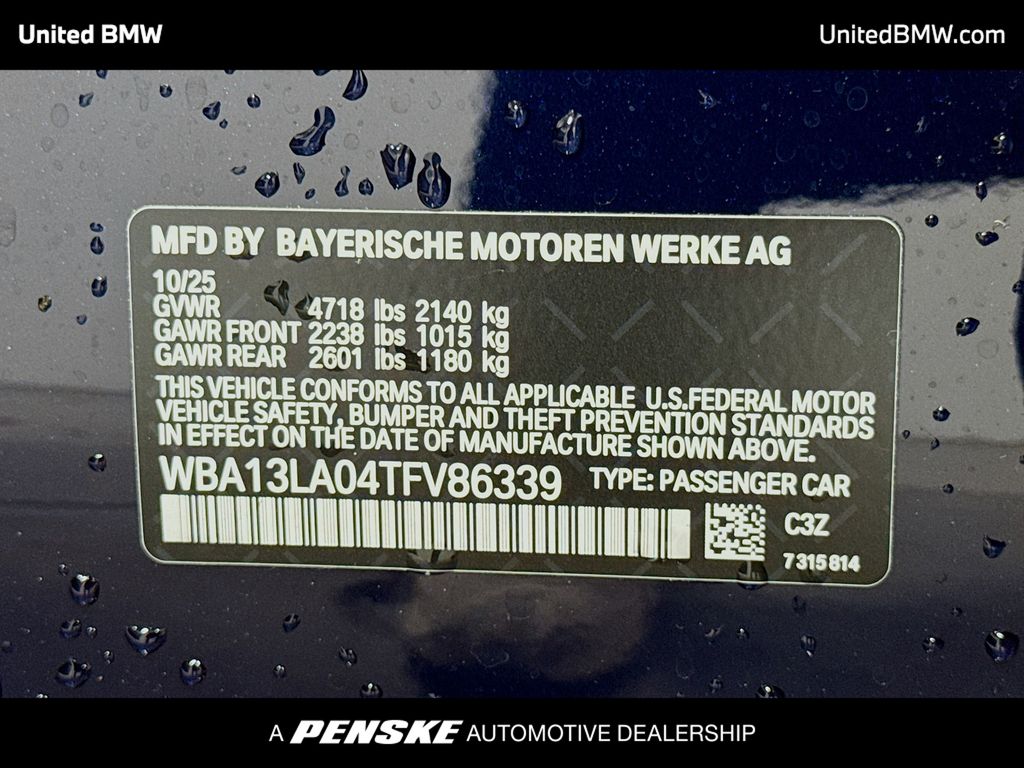 United BMW
UnitedBMW.com
MFD BY BAYERISCHE MOTOREN WERKE AG
10/25
GVWR 4718 lbs 2140 kg
GAWR FRONT 2238 lbs 1015 kg
GAWR REAR 2601 lbs 1180 kg
THIS VEHICLE CONFORMS TO ALL APPLICABLE U.S.FEDERAL MOTOR
VEHICLE SAFETY, BUMPER AND THEFT PREVENTION STANDARDS
IN EFFECT ON THE DATE OF MANUFACTURE SHOWN ABOVE.
WBA13LA04TFV86339 TYPE: PASSENGER CAR
C3Z
7315814
A PENSKE AUTOMOTIVE DEALERSHIP